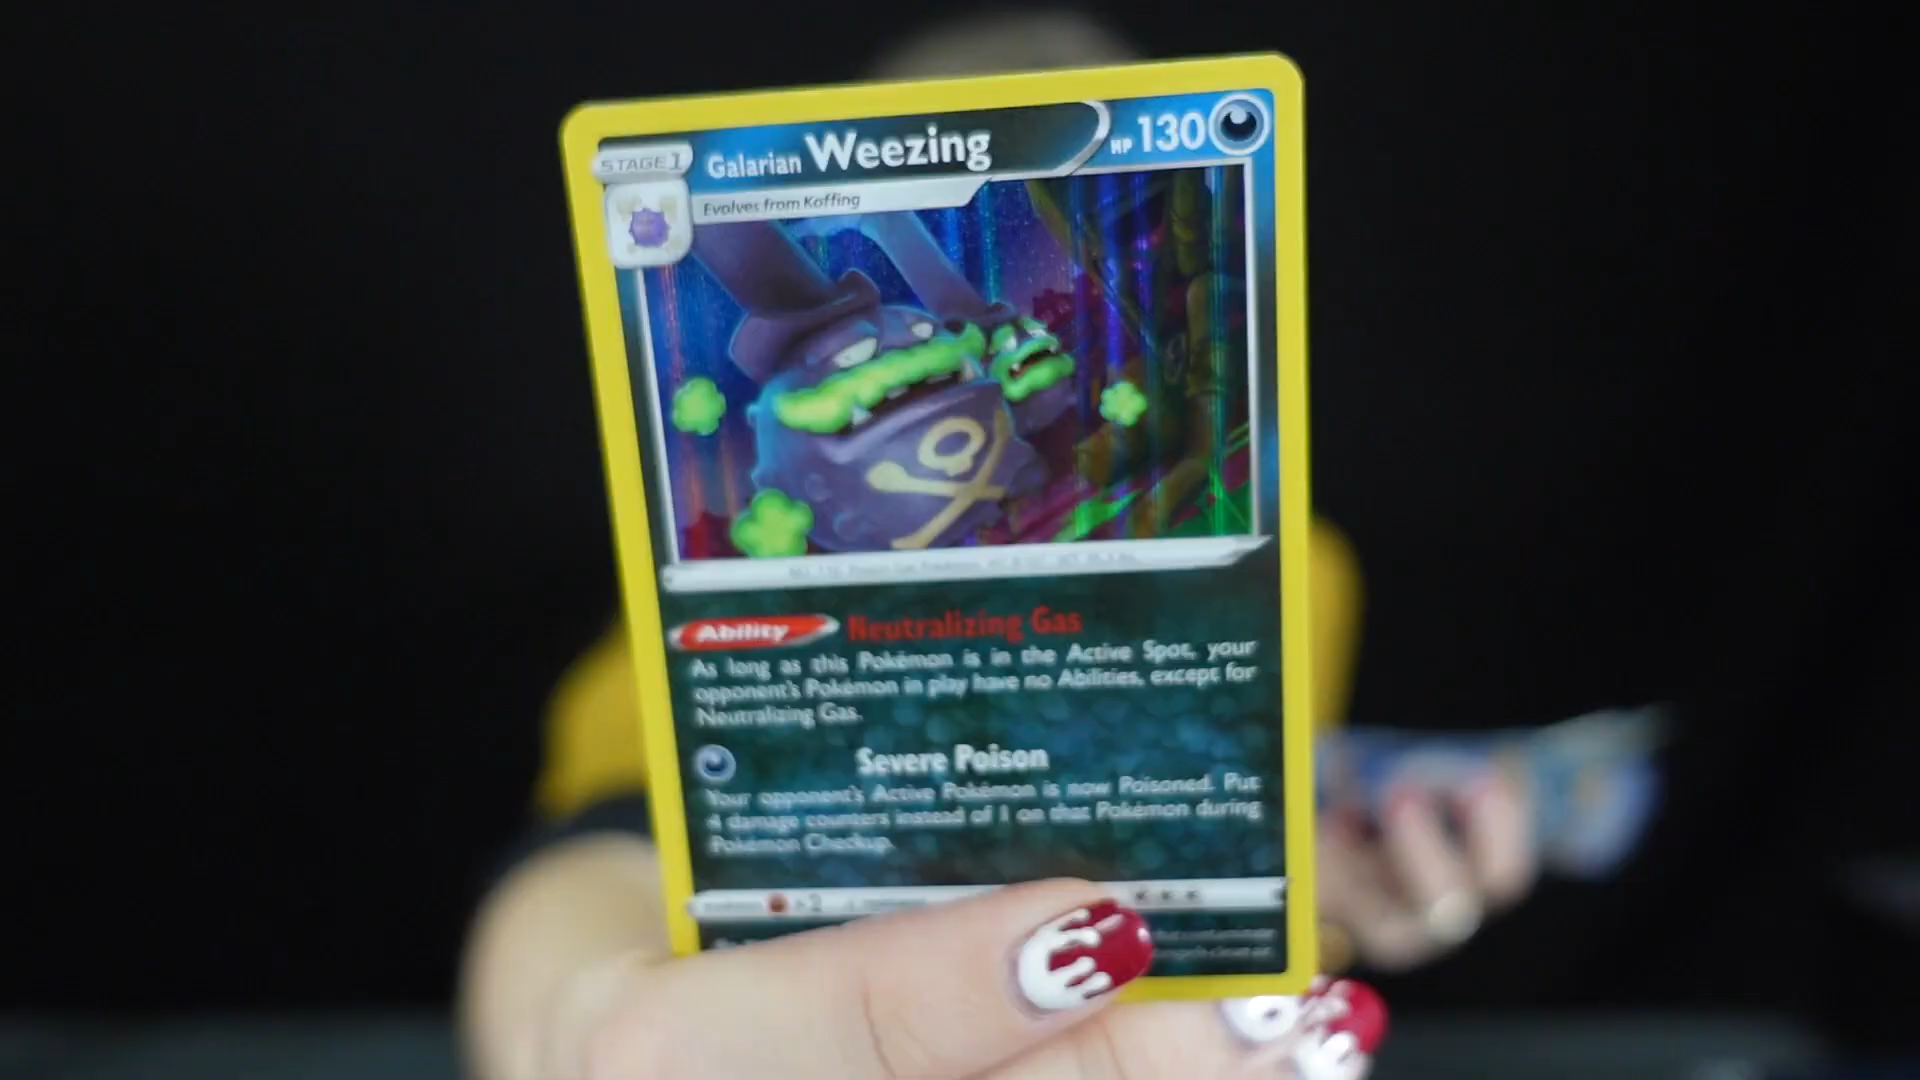 STAGE 1
Galarian Weezing
HP 130
Evolves from Koffing
Ability Neutralizing Gas
As long as this Pokémon is in the Active Spot, your
opponent's Pokémon in play have no Abilities, except for
Neutralizing Gas.
Severe Poison
Your opponent's Active Pokémon is now Poisoned. Put
4 damage counters instead of 1 on that Pokémon during
Pokémon Checkup.
×2